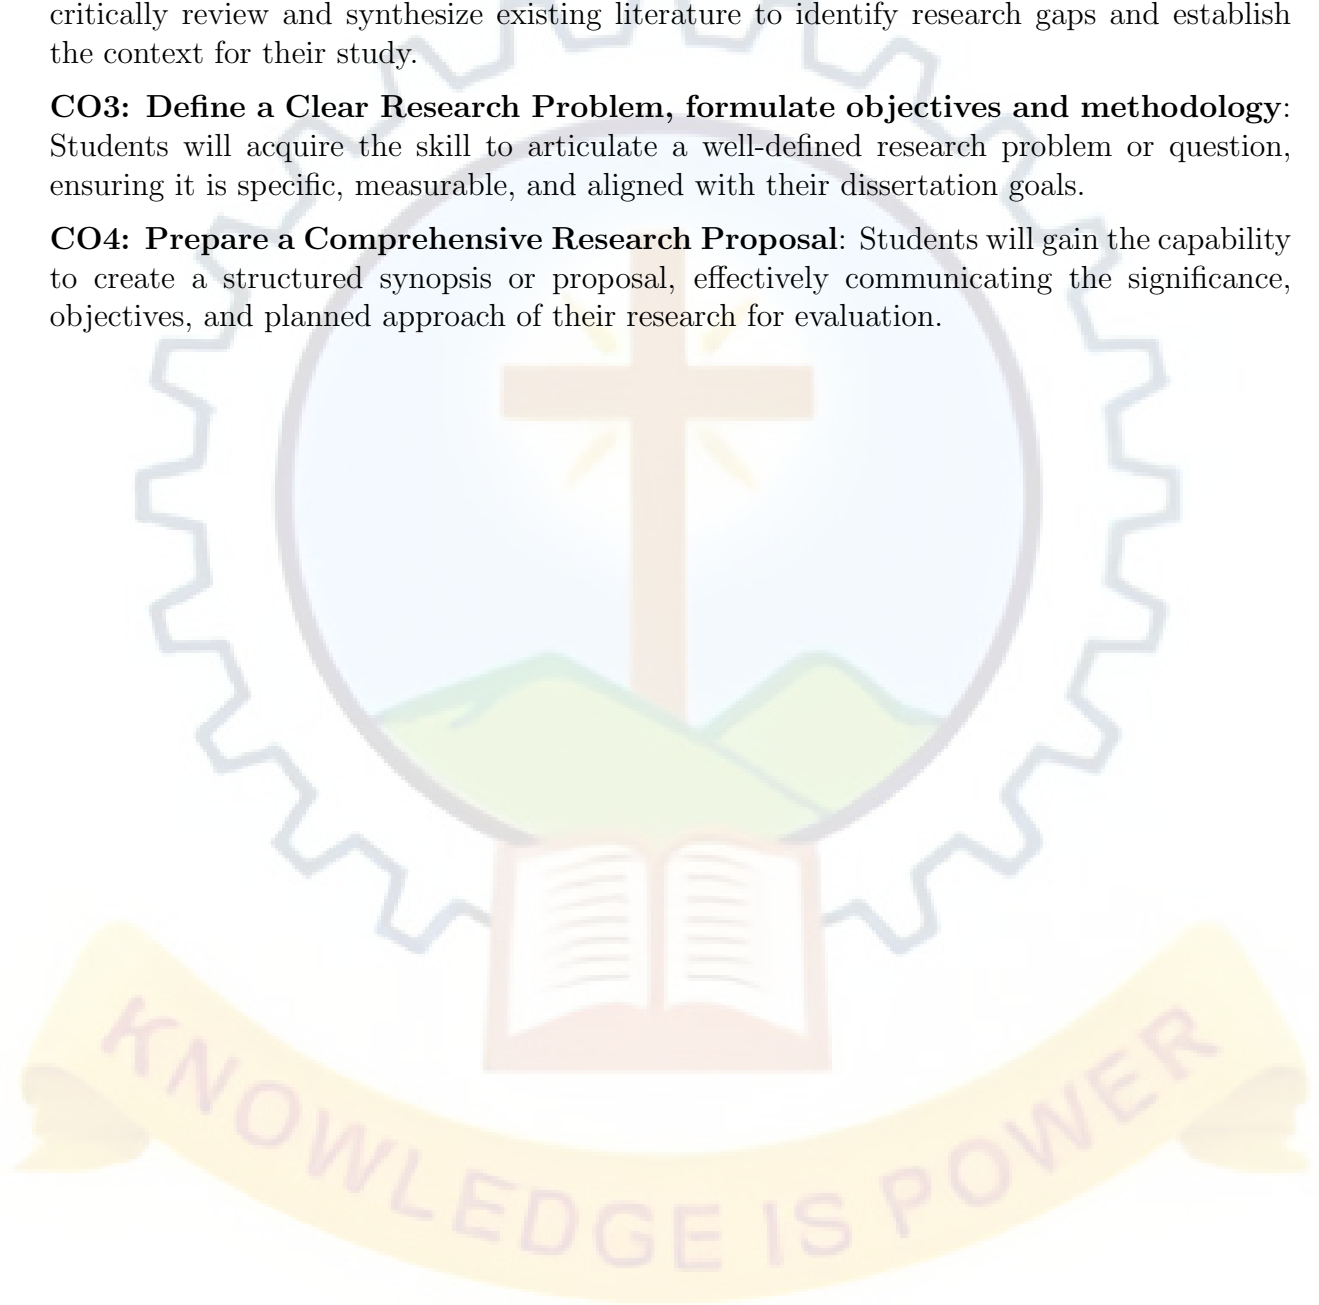 critically review and synthesize existing literature to identify research gaps and establish
the context for their study.
CO3: Define a Clear Research Problem, formulate objectives and methodology:
Students will acquire the skill to articulate a well-defined research problem or question,
ensuring it is specific, measurable, and aligned with their dissertation goals.
CO4: Prepare a Comprehensive Research Proposal: Students will gain the capability
to create a structured synopsis or proposal, effectively communicating the significance,
objectives, and planned approach of their research for evaluation.
KNOWLEDGE IS POWER